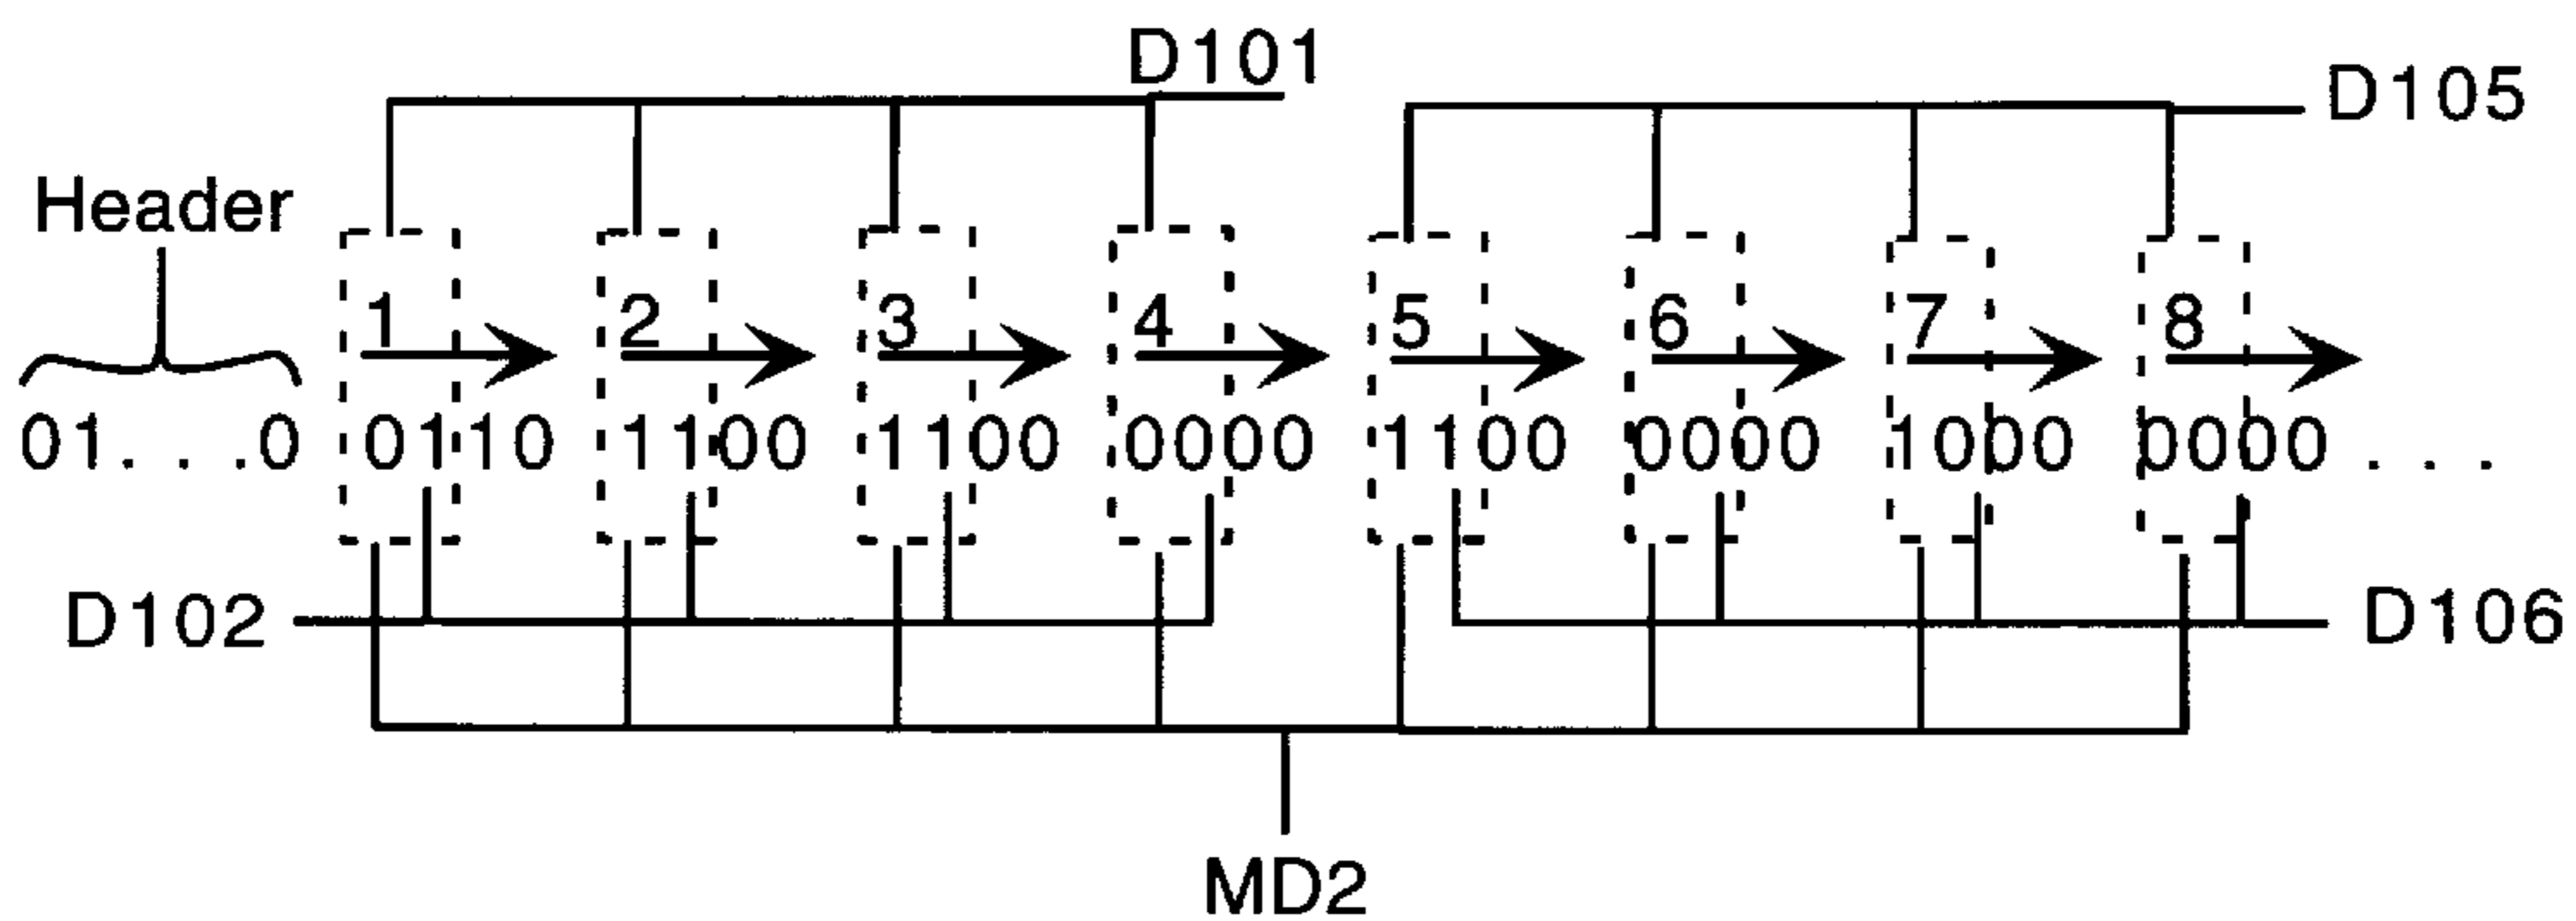 D101
D105
Header
1 2 3 4 5 6 7 8
01. . .0 0110 1100 1100 0000 1100 0000 1000 0000 . . .
D102
D106
MD2